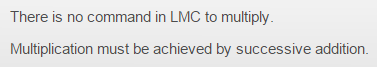 There is no command in LMC to multiply.
Multiplication must be achieved by successive addition.